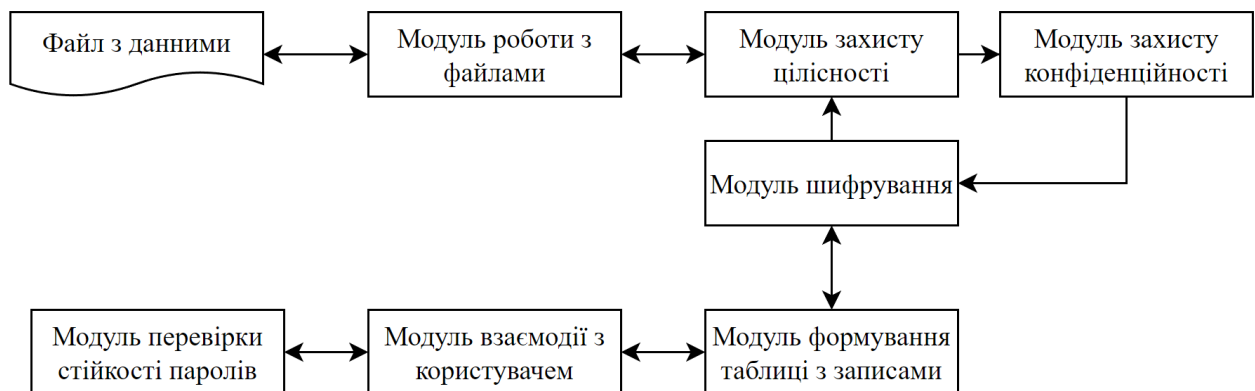 Файл з данними
Модуль роботи з
файлами
Модуль захисту
цілісності
Модуль захисту
конфіденційності
Модуль шифрування
Модуль перевірки
стійкості паролів
Модуль взаємодії з
користувачем
Модуль формування
таблиці з записами